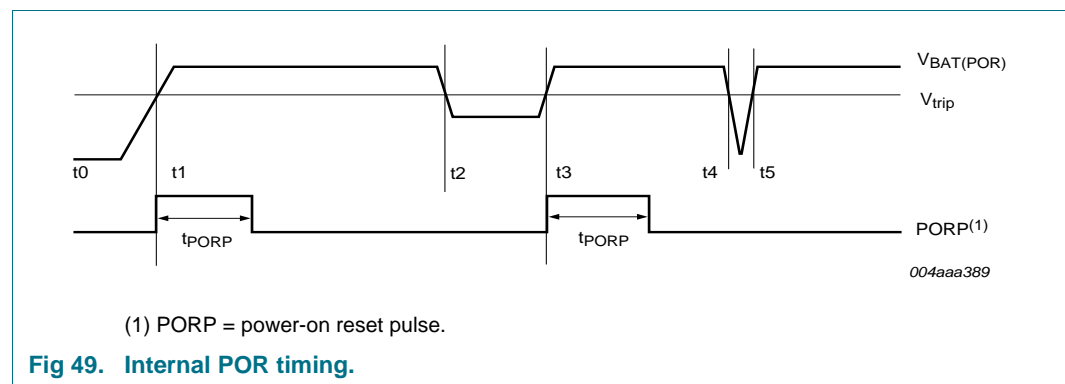 VBAT(POR)
Vtrip
t0 t1 t2 t3 t4 t5
tPORP tPORP PORP(1)
004aaa389
(1) PORP = power-on reset pulse.
Fig 49. Internal POR timing.